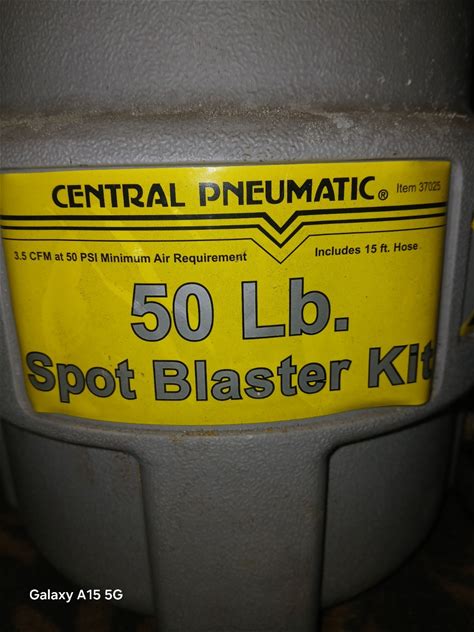 CENTRAL PNEUMATIC® Item 37025
3.5 CFM at 50 PSI Minimum Air Requirement Includes 15 ft. Hose
50 Lb.
Spot Blaster Kit
Galaxy A15 5G